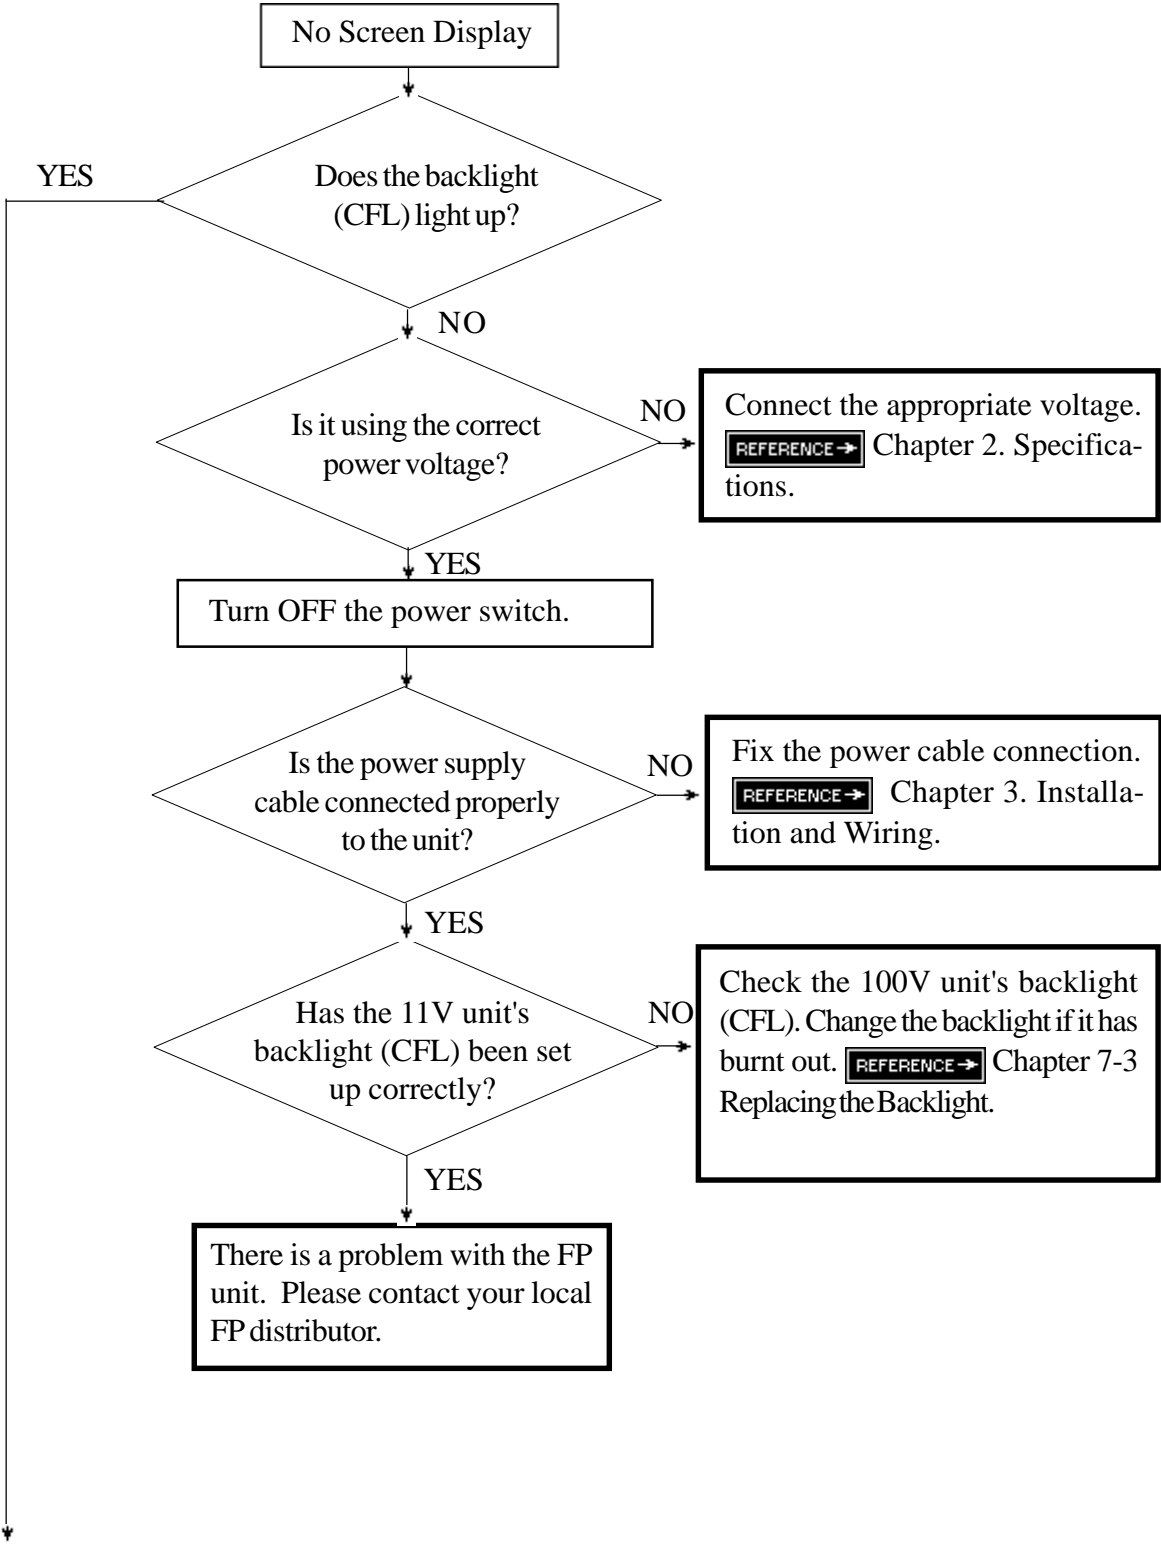 No Screen Display
YES
Does the backlight
(CFL) light up?
NO
Is it using the correct
power voltage?
NO
Connect the appropriate voltage.
REFERENCE Chapter 2. Specifica-
tions.
YES
Turn OFF the power switch.
Is the power supply
cable connected properly
to the unit?
NO
Fix the power cable connection.
REFERENCE Chapter 3. Installa-
tion and Wiring.
YES
Has the 11V unit's
backlight (CFL) been set
up correctly?
NO
Check the 100V unit's backlight
(CFL). Change the backlight if it has
burnt out. REFERENCE Chapter 7-3
Replacing the Backlight.
YES
There is a problem with the FP
unit. Please contact your local
FP distributor.